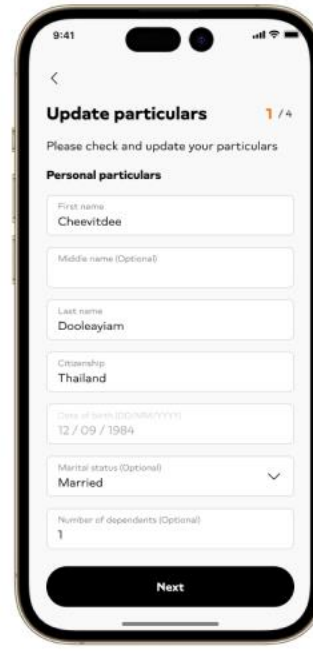 9:41
Update particulars 1 / 4
Please check and update your particulars
Personal particulars
First name
Cheevitdee
Middle name (Optional)
Last name
Dooleayiam
Citizenship
Thailand
Date of birth (DD/MM/YYYY)
12 / 09 / 1984
Marital status (Optional)
Married
Number of dependents (Optional)
1
Next